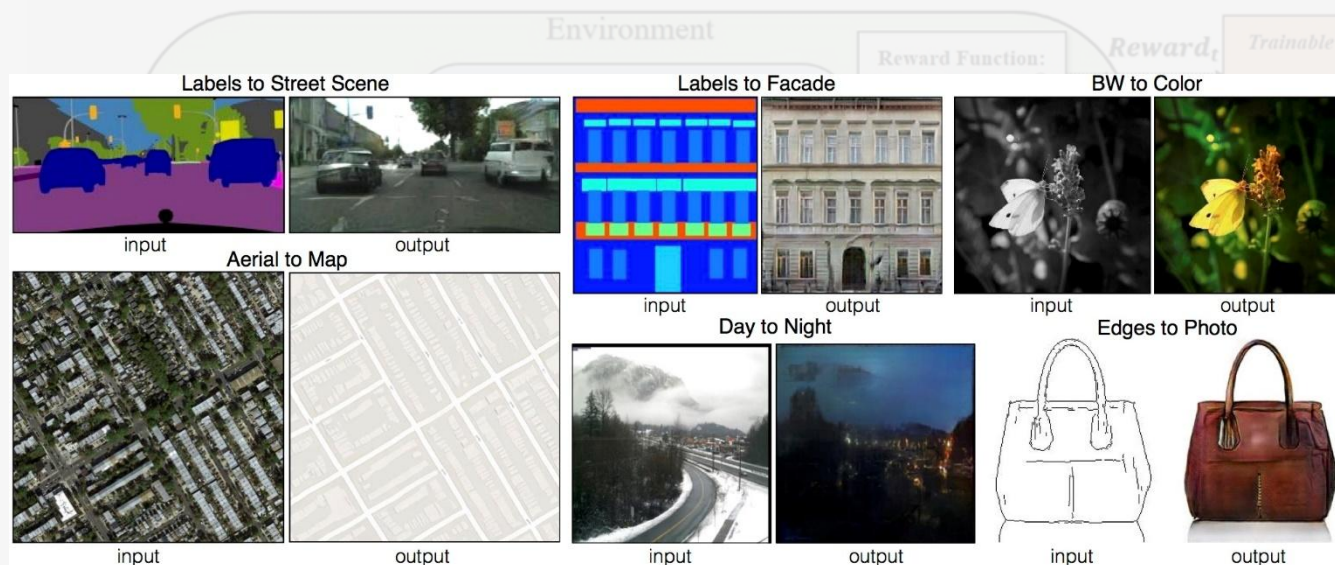 Environment
Reward Function:
Reward_t
Trainable
Labels to Street Scene
input
output
Aerial to Map
input
output
Labels to Facade
input
output
BW to Color
input
output
Day to Night
input
output
Edges to Photo
input
output